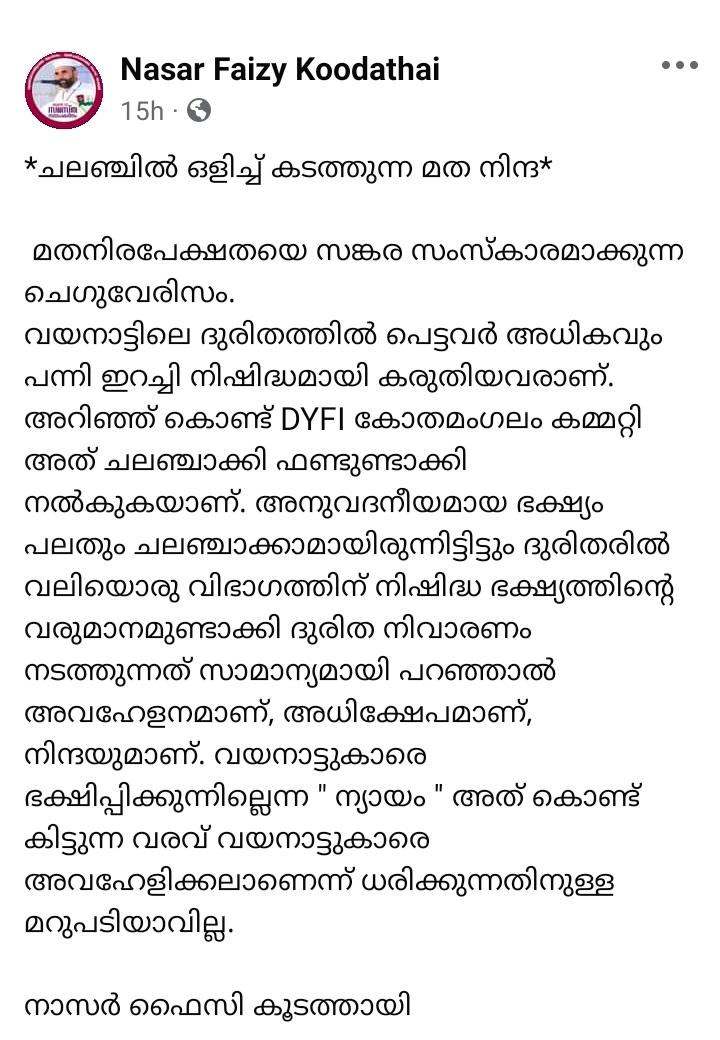 Nasar Faizy Koodathai
15h ·
*ചലഞ്ചിൽ ഒളിച്ച് കടത്തുന്ന മത നിന്ദ*
മതനിരപേക്ഷതയെ സങ്കര സംസ്കാരമാക്കുന്ന
ചെഗുവേരിസം.
വയനാട്ടിലെ ദുരിതത്തിൽ പെട്ടവർ അധികവും
പന്നി ഇറച്ചി നിഷിദ്ധമായി കരുതിയവരാണ്.
അറിഞ്ഞ് കൊണ്ട് DYFI കോതമംഗലം കമ്മറ്റി
അത് ചലഞ്ചാക്കി ഫണ്ടുണ്ടാക്കി
നൽകുകയാണ്. അനുവദനീയമായ ഭക്ഷ്യം
പലതും ചലഞ്ചാക്കാമായിരുന്നിട്ടിട്ടും ദുരിതരിൽ
വലിയൊരു വിഭാഗത്തിന് നിഷിദ്ധ ഭക്ഷ്യത്തിൻ്റെ
വരുമാനമുണ്ടാക്കി ദുരിത നിവാരണം
നടത്തുന്നത് സാമാന്യമായി പറഞ്ഞാൽ
അവഹേളനമാണ്, അധിക്ഷേപമാണ്,
നിന്ദയുമാണ്. വയനാട്ടുകാരെ
ഭക്ഷിപ്പിക്കുന്നില്ലെന്ന " ന്യായം " അത് കൊണ്ട്
കിട്ടുന്ന വരവ് വയനാട്ടുകാരെ
അവഹേളിക്കലാണെന്ന് ധരിക്കുന്നതിനുള്ള
മറുപടിയാവില്ല.
നാസർ ഫൈസി കൂടത്തായി